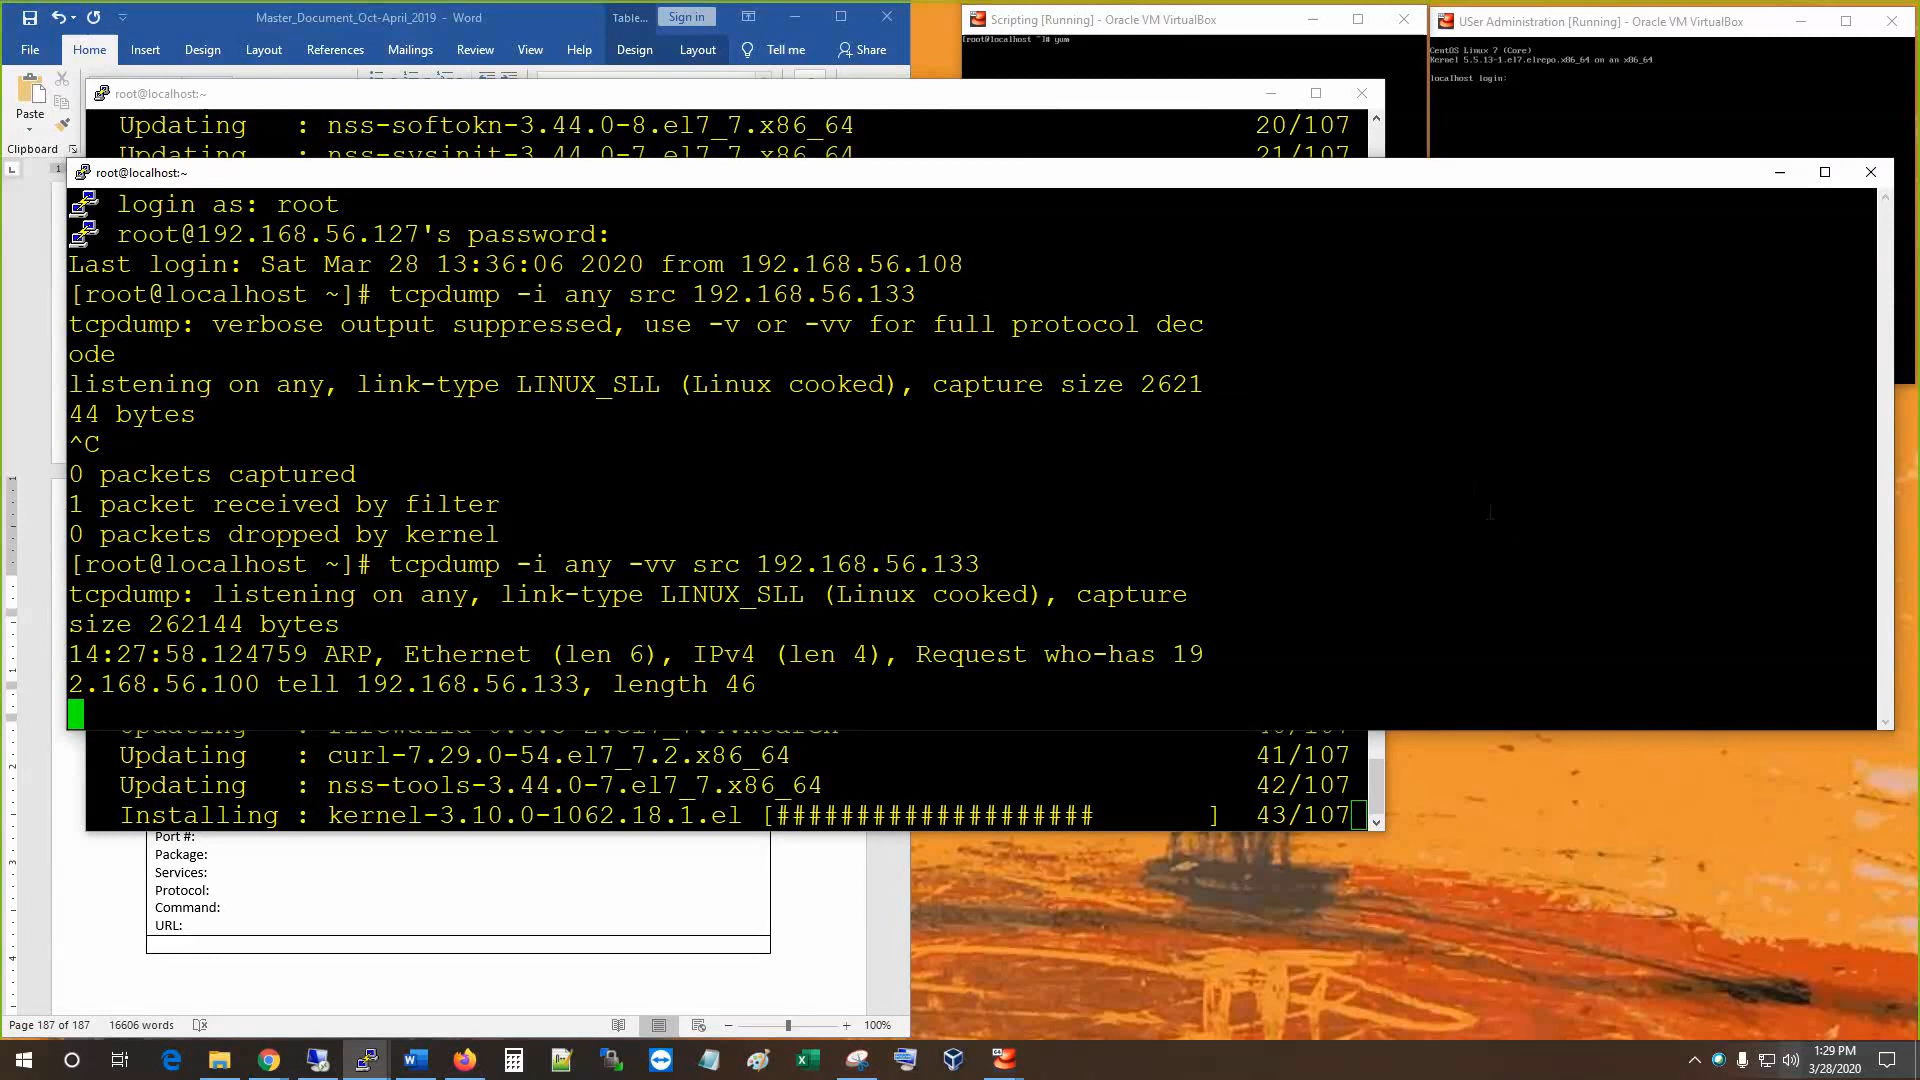 Master_Document_Oct-April_2019 - Word
Table...
Sign in
File
Home
Insert
Design
Layout
References
Mailings
Review
View
Help
Design
Layout
Tell me
Share
Paste
Clipboard
Scripting [Running] - Oracle VM VirtualBox
[root@localhost ~]# yum
USer Administration [Running] - Oracle VM VirtualBox
CentOS Linux 7 (Core)
Kernel 5.5.13-1.el7.elrepo.x86_64 on an x86_64
localhost login:
root@localhost:~
Updating : nss-softokn-3.44.0-8.el7_7.x86_64 20/107
Updating : nss-sysinit-3.44.0-7.el7_7.x86_64 21/107
root@localhost:~
login as: root
root@192.168.56.127's password:
Last login: Sat Mar 28 13:36:06 2020 from 192.168.56.108
[root@localhost ~]# tcpdump -i any src 192.168.56.133
tcpdump: verbose output suppressed, use -v or -vv for full protocol dec
ode
listening on any, link-type LINUX_SLL (Linux cooked), capture size 2621
44 bytes
^C
0 packets captured
1 packet received by filter
0 packets dropped by kernel
[root@localhost ~]# tcpdump -i any -vv src 192.168.56.133
tcpdump: listening on any, link-type LINUX_SLL (Linux cooked), capture
size 262144 bytes
14:27:58.124759 ARP, Ethernet (len 6), IPv4 (len 4), Request who-has 19
2.168.56.100 tell 192.168.56.133, length 46
Updating : curl-7.29.0-54.el7_7.2.x86_64 41/107
Updating : nss-tools-3.44.0-7.el7_7.x86_64 42/107
Installing : kernel-3.10.0-1062.18.1.el [#################### ] 43/107
Port #:
Package:
Services:
Protocol:
Command:
URL:
Page 187 of 187
16606 words
100%
1:29 PM
3/28/2020